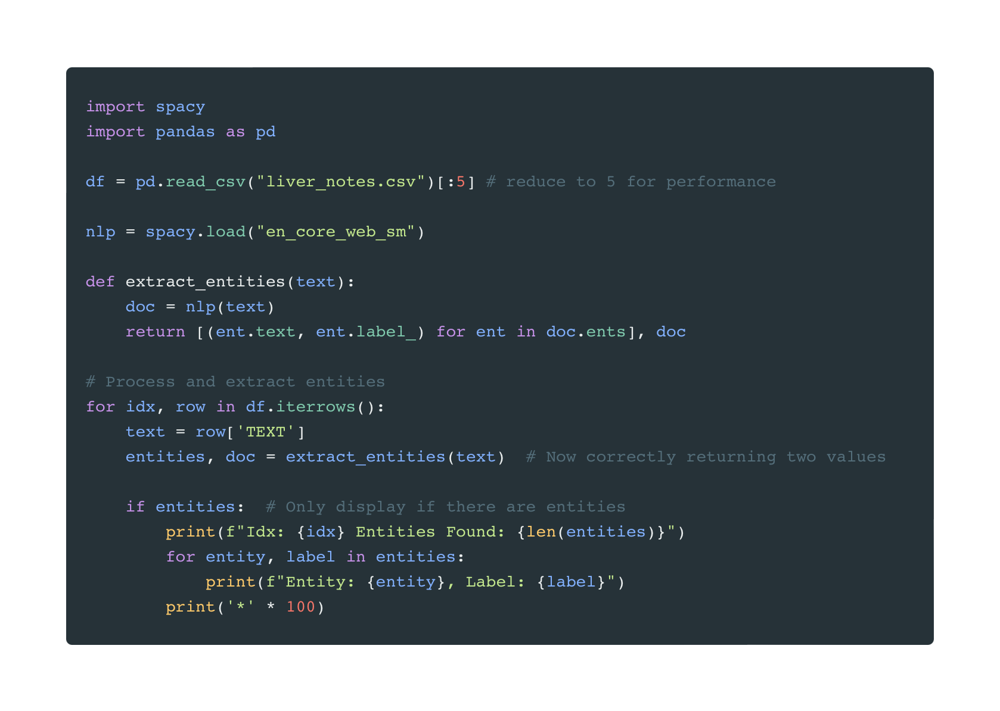 import spacy
import pandas as pd
df = pd.read_csv("liver_notes.csv")[:5] # reduce to 5 for performance
nlp = spacy.load("en_core_web_sm")
def extract_entities(text):
    doc = nlp(text)
    return [(ent.text, ent.label_) for ent in doc.ents], doc
# Process and extract entities
for idx, row in df.iterrows():
    text = row['TEXT']
    entities, doc = extract_entities(text)  # Now correctly returning two values
    if entities:  # Only display if there are entities
        print(f"Idx: {idx} Entities Found: {len(entities)}")
        for entity, label in entities:
            print(f"Entity: {entity}, Label: {label}")
        print('*' * 100)